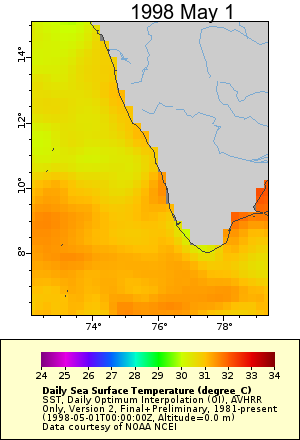 1998 May 1
14°
12°
10°
8°
74° 76° 78°
24 25 26 27 28 29 30 31 32 33 34
Daily Sea Surface Temperature (degree_C)
SST, Daily Optimum Interpolation (OI), AVHRR
Only, Version 2, Final+Preliminary, 1981-present
(1998-05-01T00:00:00Z, Altitude=0.0 m)
Data courtesy of NOAA NCEI